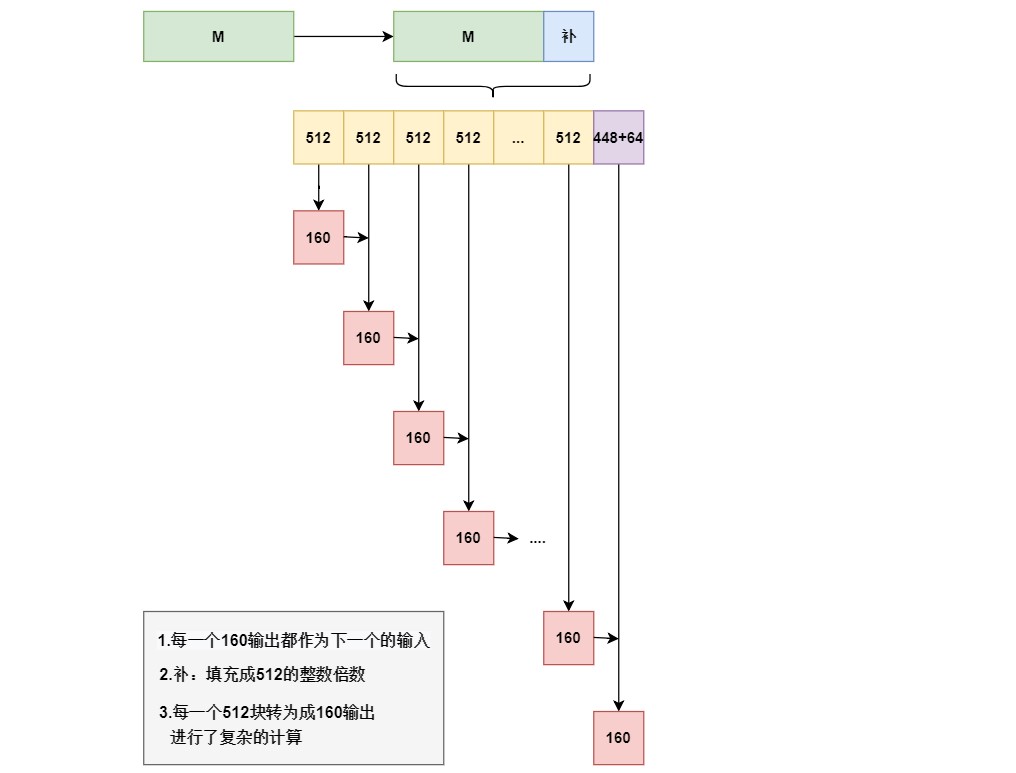 M
M 补
512 512 512 512 ... 512 448+64
160
160
160
160 ....
160
1.每一个160输出都作为下一个的输入
2.补：填充成512的整数倍数
3.每一个512块转为成160输出
进行了复杂的计算
160